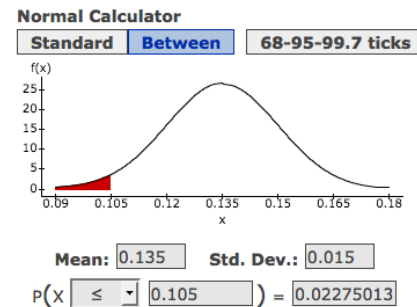 Normal Calculator
Standard Between 68-95-99.7 ticks
f(x)
25
20
15
10
5
0
0.09 0.105 0.12 0.135 0.15 0.165 0.18
x
Mean: 0.135 Std. Dev.: 0.015
P(X ≤ 0.105 ) = 0.02275013